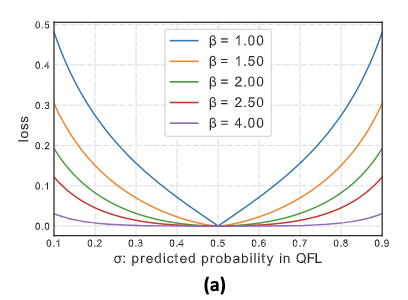 0.5
0.4
0.3
0.2
0.1
0.0
loss
β = 1.00
β = 1.50
β = 2.00
β = 2.50
β = 4.00
0.1 0.2 0.3 0.4 0.5 0.6 0.7 0.8 0.9
σ: predicted probability in QFL
(a)